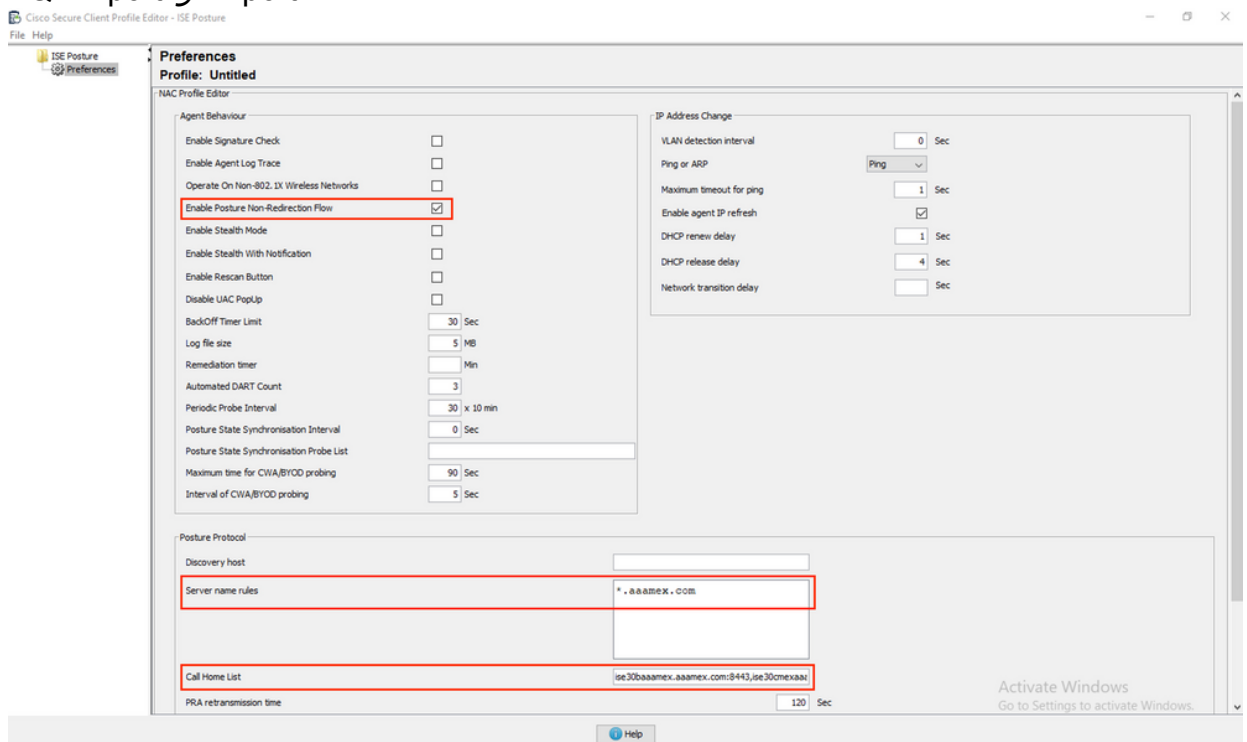 Cisco Secure Client Profile Editor - ISE Posture
File Help
ISE Posture
Preferences
Preferences
Profile: Untitled
NAC Profile Editor
Agent Behaviour
Enable Signature Check
Enable Agent Log Trace
Operate On Non-802.1X Wireless Networks
Enable Posture Non-Redirection Flow
Enable Stealth Mode
Enable Stealth With Notification
Enable Rescan Button
Disable UAC PopUp
BackOff Timer Limit 30 Sec
Log file size 5 MB
Remediation timer Min
Automated DART Count 3
Periodic Probe Interval 30 x 10 min
Posture State Synchronisation Interval 0 Sec
Posture State Synchronisation Probe List
Maximum time for CWA/BYOD probing 90 Sec
Interval of CWA/BYOD probing 5 Sec
IP Address Change
VLAN detection interval 0 Sec
Ping or ARP Ping
Maximum timeout for ping 1 Sec
Enable agent IP refresh
DHCP renew delay 1 Sec
DHCP release delay 4 Sec
Network transition delay Sec
Posture Protocol
Discovery host
Server name rules *.aaamex.com
Call Home List ise30baaamex.aaamex.com:8443,ise30cmexaaa
PRA retransmission time 120 Sec
Activate Windows
Go to Settings to activate Windows.
Help